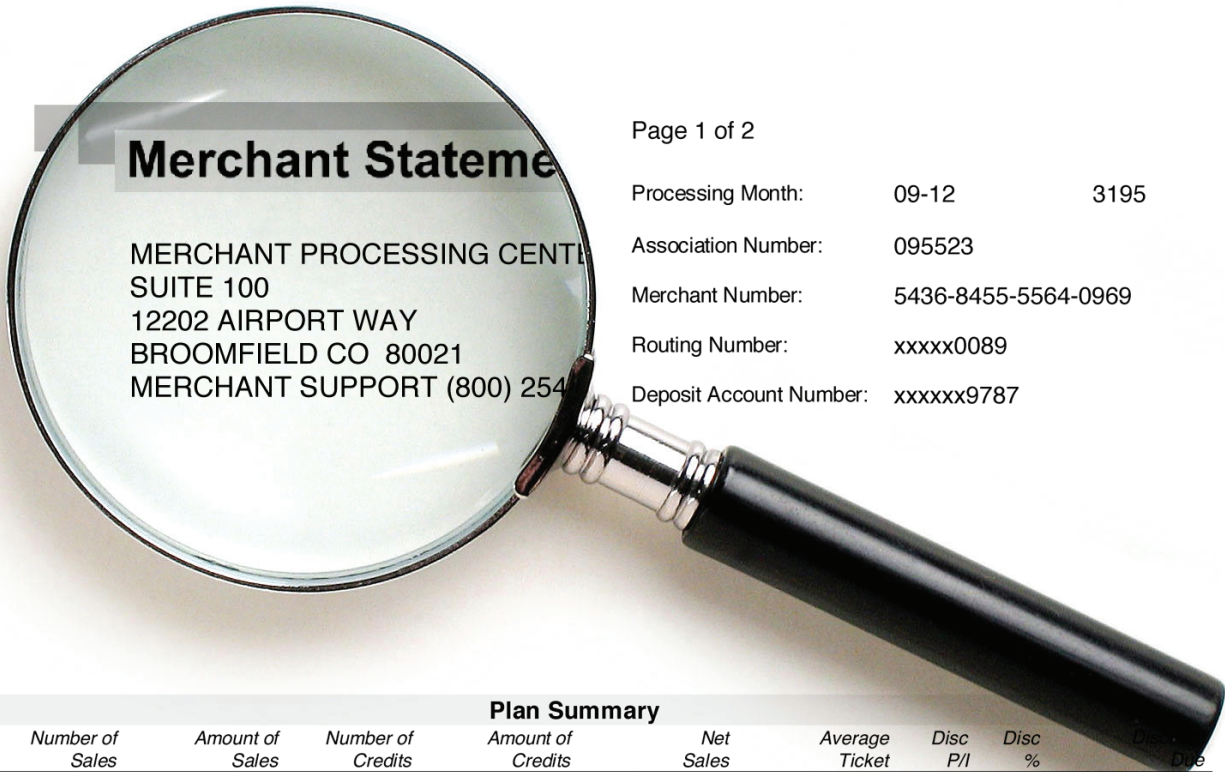 Merchant Stateme
MERCHANT PROCESSING CENTE
SUITE 100
12202 AIRPORT WAY
BROOMFIELD CO 80021
MERCHANT SUPPORT (800) 254
Page 1 of 2
Processing Month: 09-12 3195
Association Number: 095523
Merchant Number: 5436-8455-5564-0969
Routing Number: xxxxx0089
Deposit Account Number: xxxxxx9787
Plan Summary
Number of Amount of Number of Amount of Net Average Disc Disc
Sales Sales Credits Credits Sales Ticket P/I % Due